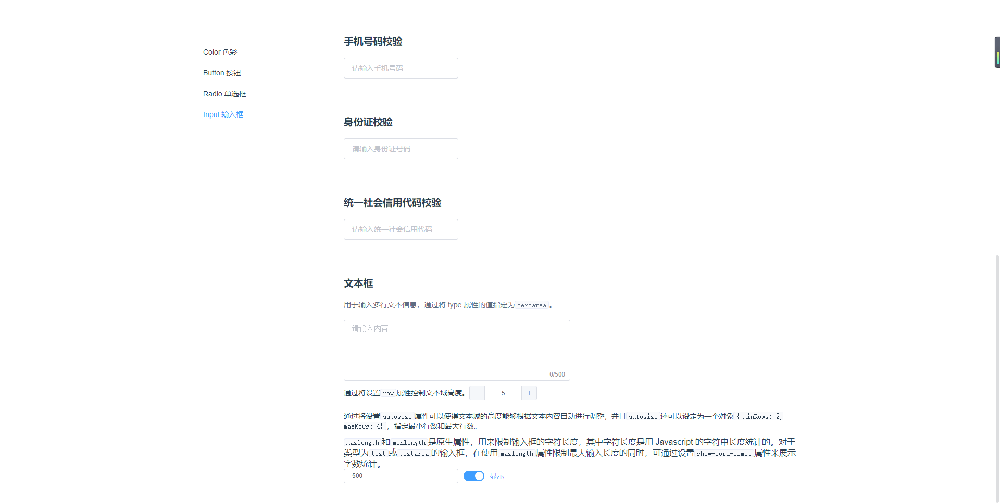 Color 色彩
Button 按钮
Radio 单选框
Input 输入框
手机号码校验
请输入手机号码
身份证校验
请输入身份证号码
统一社会信用代码校验
请输入统一社会信用代码
文本框
用于输入多行文本信息，通过将 type 属性的值指定为 textarea 。
请输入内容
0/500
通过将设置 row 属性控制文本域高度。 − 5 +
通过将设置 autosize 属性可以使得文本域的高度能够根据文本内容自动进行调整，并且 autosize 还可以设定为一个对象 { minRows: 2,
maxRows: 4} ，指定最小行数和最大行数。
maxlength 和 minlength 是原生属性，用来限制输入框的字符长度，其中字符长度是用 Javascript 的字符串长度统计的。对于
类型为 text 或 textarea 的输入框，在使用 maxlength 属性限制最大输入长度的同时，可通过设置 show-word-limit 属性来展示
字数统计。
500 显示